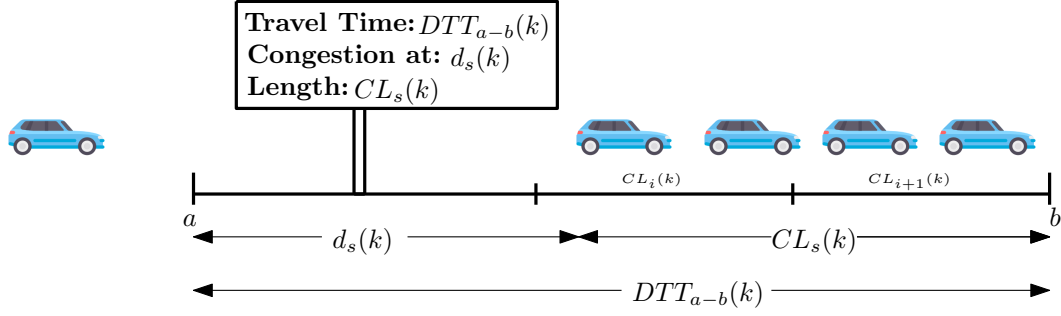 Travel Time: DTT_{a-b}(k)
Congestion at: d_s(k)
Length: CL_s(k)
CL_i(k) CL_{i+1}(k)
a b
d_s(k) CL_s(k)
DTT_{a-b}(k)